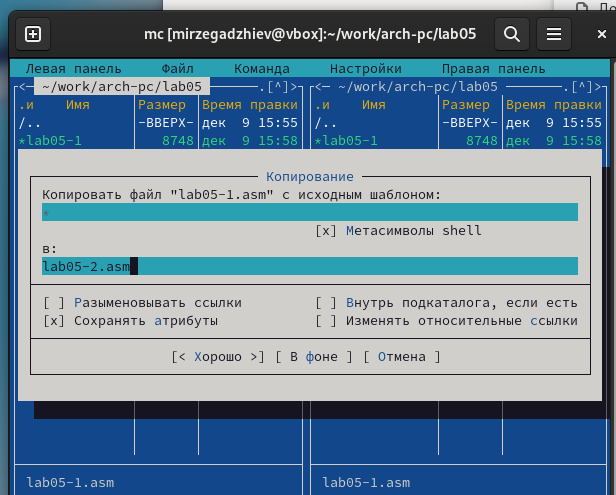 mc [mirzegadzhiev@vbox]:~/work/arch-pc/lab05
Левая панель Файл Команда Настройки Правая панель
<─ ~/work/arch-pc/lab05 ─.[^]> <─ ~/work/arch-pc/lab05 ─.[^]>
.и Имя Размер Время правки .и Имя Размер Время правки
/.. -ВВЕРХ- дек 9 15:55 /.. -ВВЕРХ- дек 9 15:55
*lab05-1 8748 дек 9 15:58 *lab05-1 8748 дек 9 15:58
Копирование
Копировать файл "lab05-1.asm" с исходным шаблоном:
*
[x] Метасимволы shell
в:
lab05-2.asm
[ ] Разыменовывать ссылки [ ] Внутрь подкаталога, если есть
[x] Сохранять атрибуты [ ] Изменять относительные ссылки
[< Хорошо >] [ В фоне ] [ Отмена ]
lab05-1.asm lab05-1.asm